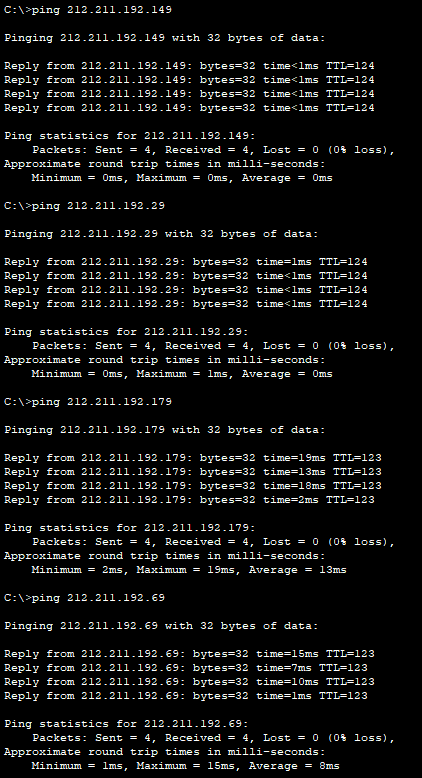 C:\>ping 212.211.192.149
Pinging 212.211.192.149 with 32 bytes of data:
Reply from 212.211.192.149: bytes=32 time<1ms TTL=124
Reply from 212.211.192.149: bytes=32 time<1ms TTL=124
Reply from 212.211.192.149: bytes=32 time<1ms TTL=124
Reply from 212.211.192.149: bytes=32 time<1ms TTL=124
Ping statistics for 212.211.192.149:
    Packets: Sent = 4, Received = 4, Lost = 0 (0% loss),
Approximate round trip times in milli-seconds:
    Minimum = 0ms, Maximum = 0ms, Average = 0ms
C:\>ping 212.211.192.29
Pinging 212.211.192.29 with 32 bytes of data:
Reply from 212.211.192.29: bytes=32 time=1ms TTL=124
Reply from 212.211.192.29: bytes=32 time<1ms TTL=124
Reply from 212.211.192.29: bytes=32 time<1ms TTL=124
Reply from 212.211.192.29: bytes=32 time<1ms TTL=124
Ping statistics for 212.211.192.29:
    Packets: Sent = 4, Received = 4, Lost = 0 (0% loss),
Approximate round trip times in milli-seconds:
    Minimum = 0ms, Maximum = 1ms, Average = 0ms
C:\>ping 212.211.192.179
Pinging 212.211.192.179 with 32 bytes of data:
Reply from 212.211.192.179: bytes=32 time=19ms TTL=123
Reply from 212.211.192.179: bytes=32 time=13ms TTL=123
Reply from 212.211.192.179: bytes=32 time=18ms TTL=123
Reply from 212.211.192.179: bytes=32 time=2ms TTL=123
Ping statistics for 212.211.192.179:
    Packets: Sent = 4, Received = 4, Lost = 0 (0% loss),
Approximate round trip times in milli-seconds:
    Minimum = 2ms, Maximum = 19ms, Average = 13ms
C:\>ping 212.211.192.69
Pinging 212.211.192.69 with 32 bytes of data:
Reply from 212.211.192.69: bytes=32 time=15ms TTL=123
Reply from 212.211.192.69: bytes=32 time=7ms TTL=123
Reply from 212.211.192.69: bytes=32 time=10ms TTL=123
Reply from 212.211.192.69: bytes=32 time=1ms TTL=123
Ping statistics for 212.211.192.69:
    Packets: Sent = 4, Received = 4, Lost = 0 (0% loss),
Approximate round trip times in milli-seconds:
    Minimum = 1ms, Maximum = 15ms, Average = 8ms